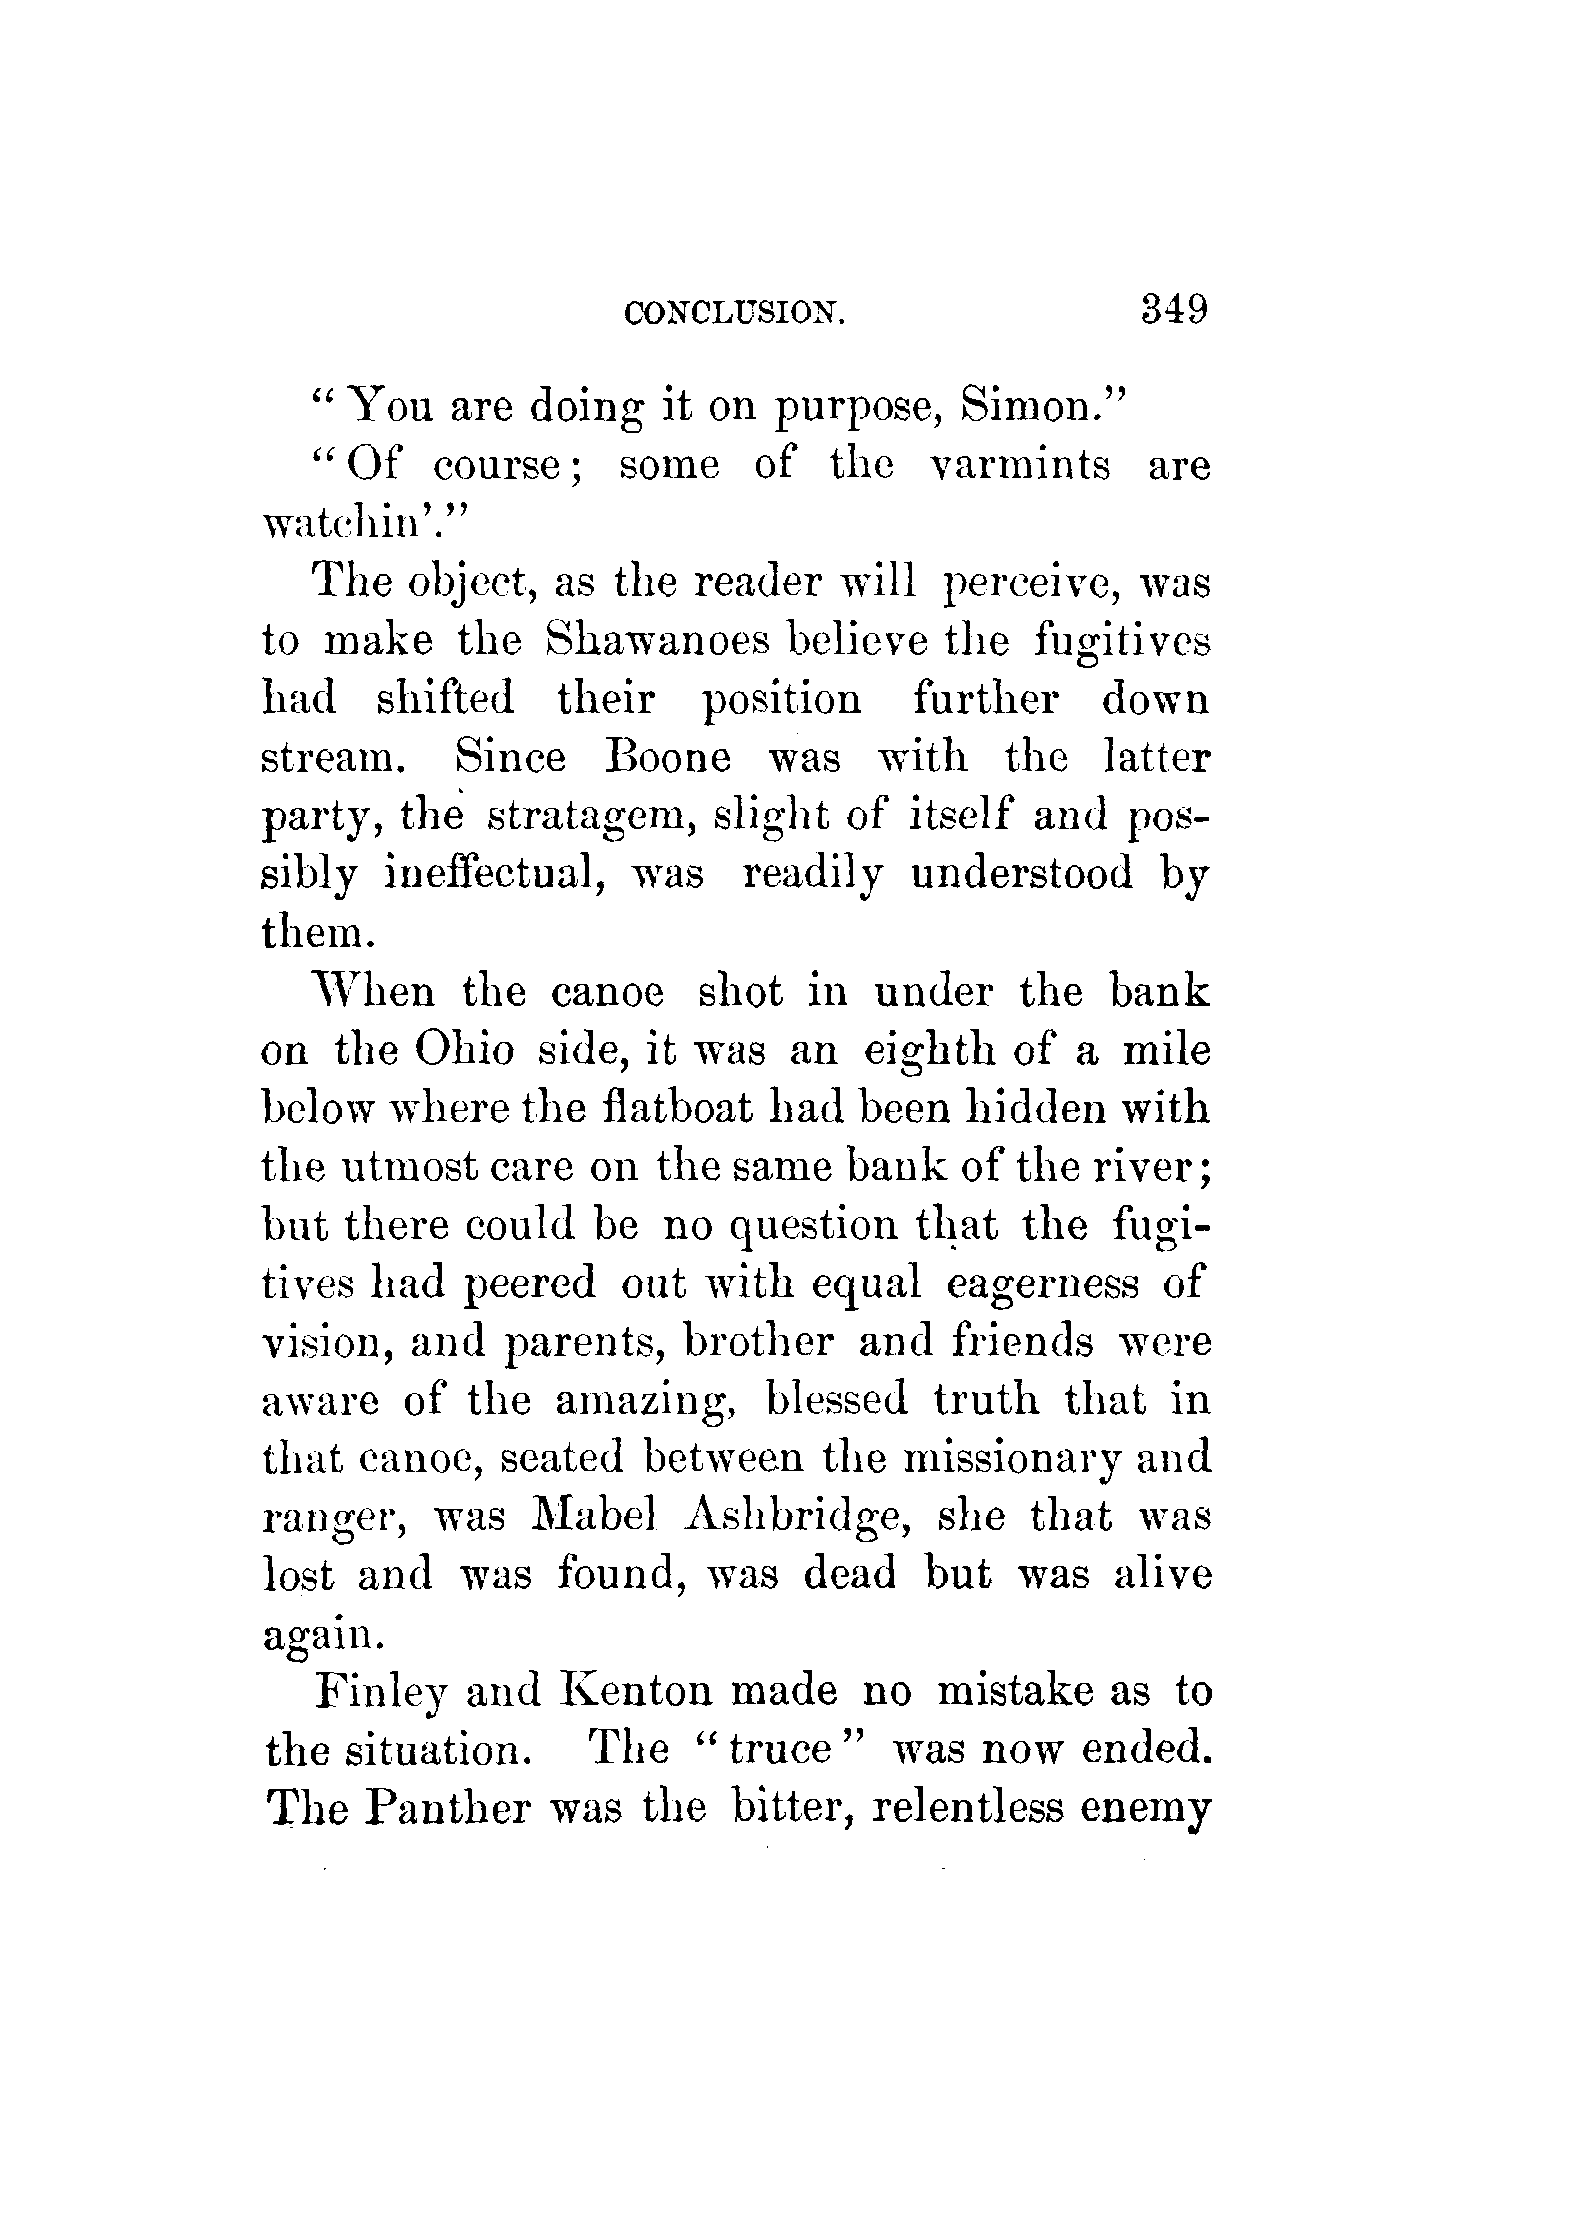 CONCLUSION. 349
“ You are doing it on purpose, Simon.”
“ Of course ; some of the varmints are
watchin’.”
The object, as the reader will perceive, was
to make the Shawanoes believe the fugitives
had shifted their position further down
stream. Since Boone was with the latter
party, the stratagem, slight of itself and pos-
sibly ineffectual, was readily understood by
them.
When the canoe shot in under the bank
on the Ohio side, it was an eighth of a mile
below where the flatboat had been hidden with
the utmost care on the same bank of the river;
but there could be no question that the fugi-
tives had peered out with equal eagerness of
vision, and parents, brother and friends were
aware of the amazing, blessed truth that in
that canoe, seated between the missionary and
ranger, was Mabel Ashbridge, she that was
lost and was found, was dead but was alive
again.
Finley and Kenton made no mistake as to
the situation. The “ truce ” was now ended.
The Panther was the bitter, relentless enemy